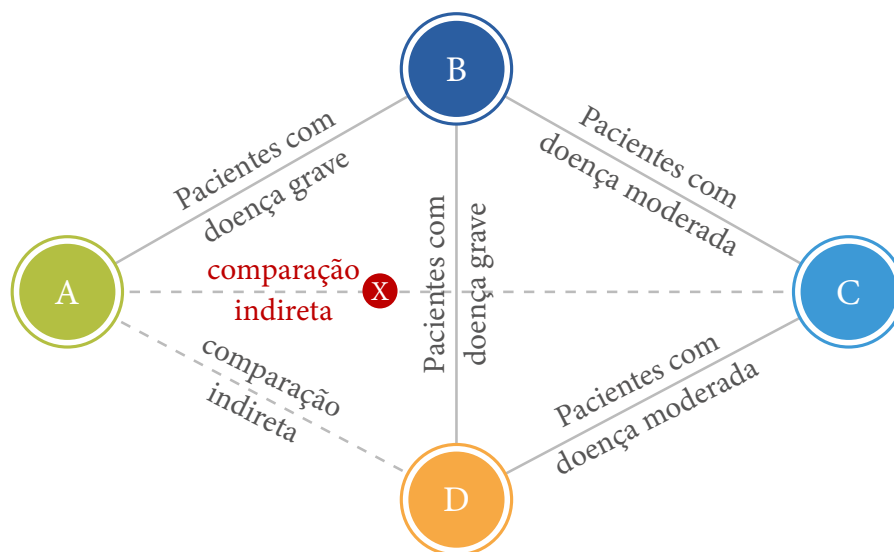 B
Pacientes com
doença grave
Pacientes com
doença moderada
Pacientes com
doença grave
A
comparação
indireta
X
C
comparação
indireta
Pacientes com
doença moderada
D